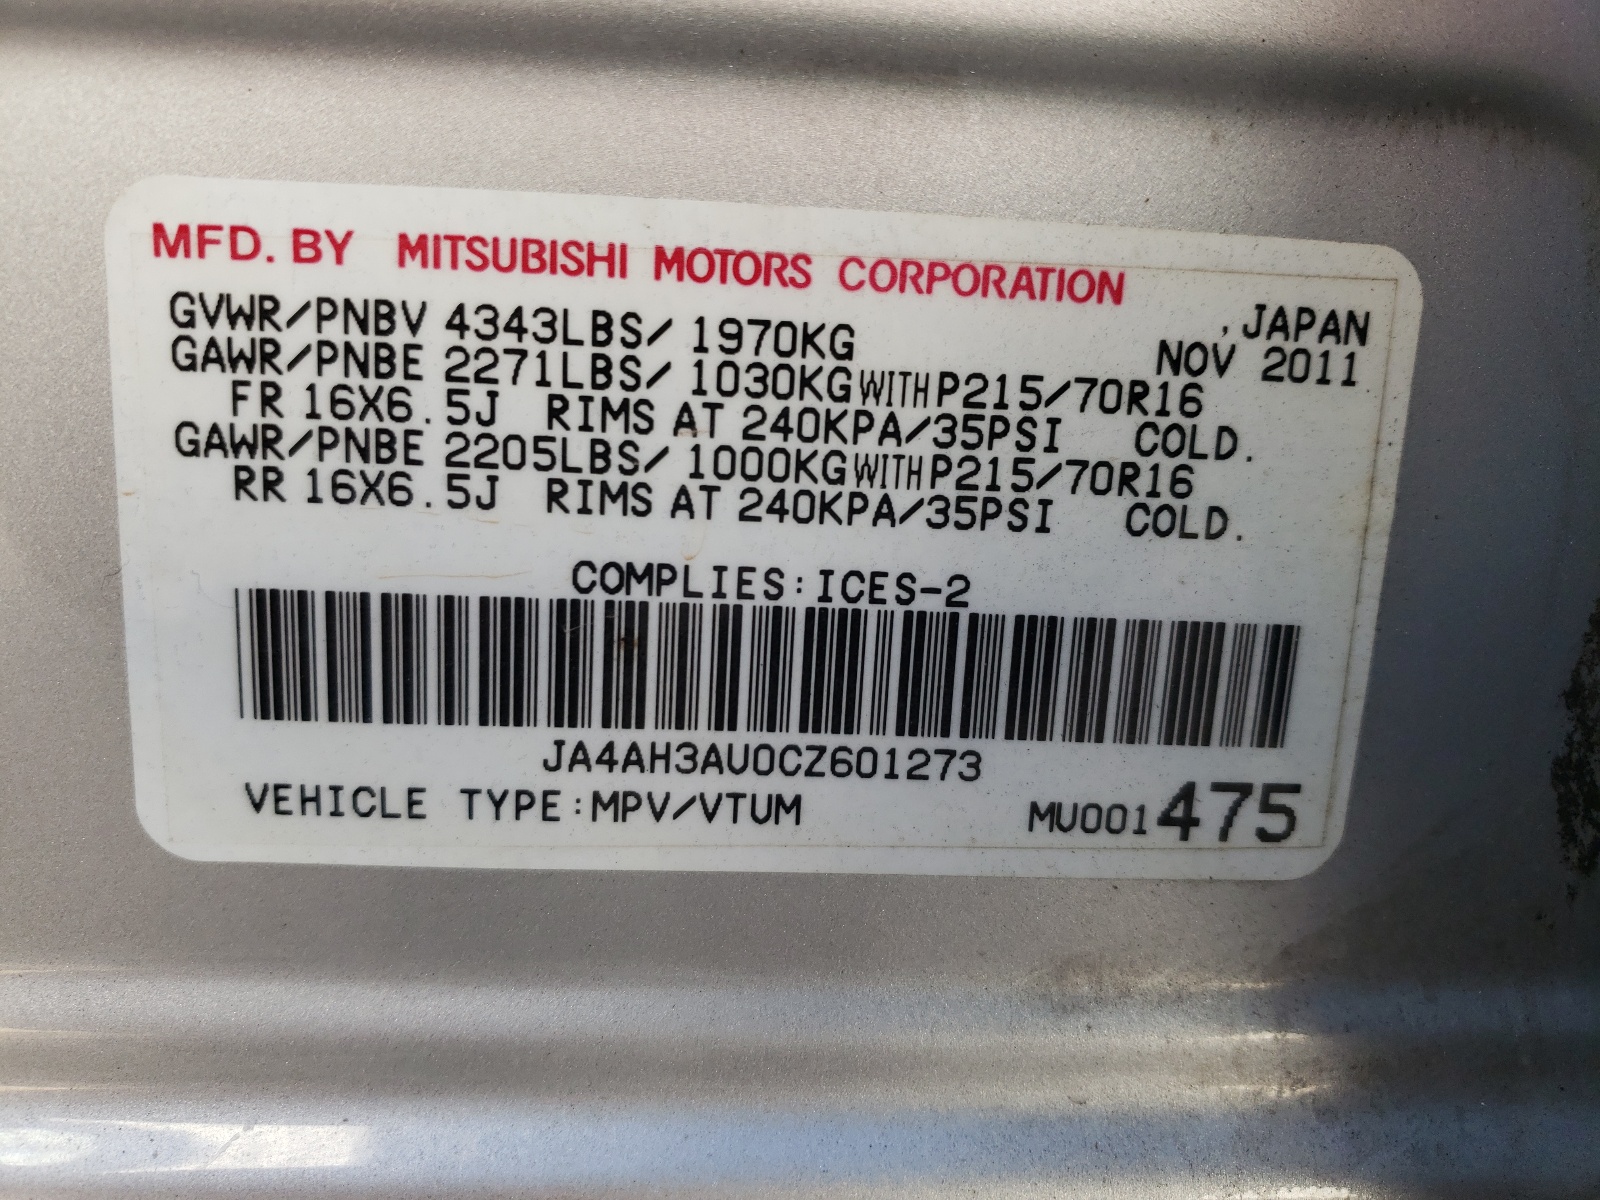 MFD. BY MITSUBISHI MOTORS CORPORATION
, JAPAN
GVWR/PNBV 4343LBS/ 1970KG NOV 2011
GAWR/PNBE 2271LBS/ 1030KG WITH P215/70R16
FR 16X6.5J RIMS AT 240KPA/35PSI COLD.
GAWR/PNBE 2205LBS/ 1000KG WITH P215/70R16
RR 16X6.5J RIMS AT 240KPA/35PSI COLD.
COMPLIES:ICES-2
JA4AH3AU0CZ601273
VEHICLE TYPE:MPV/VTUM MU001475